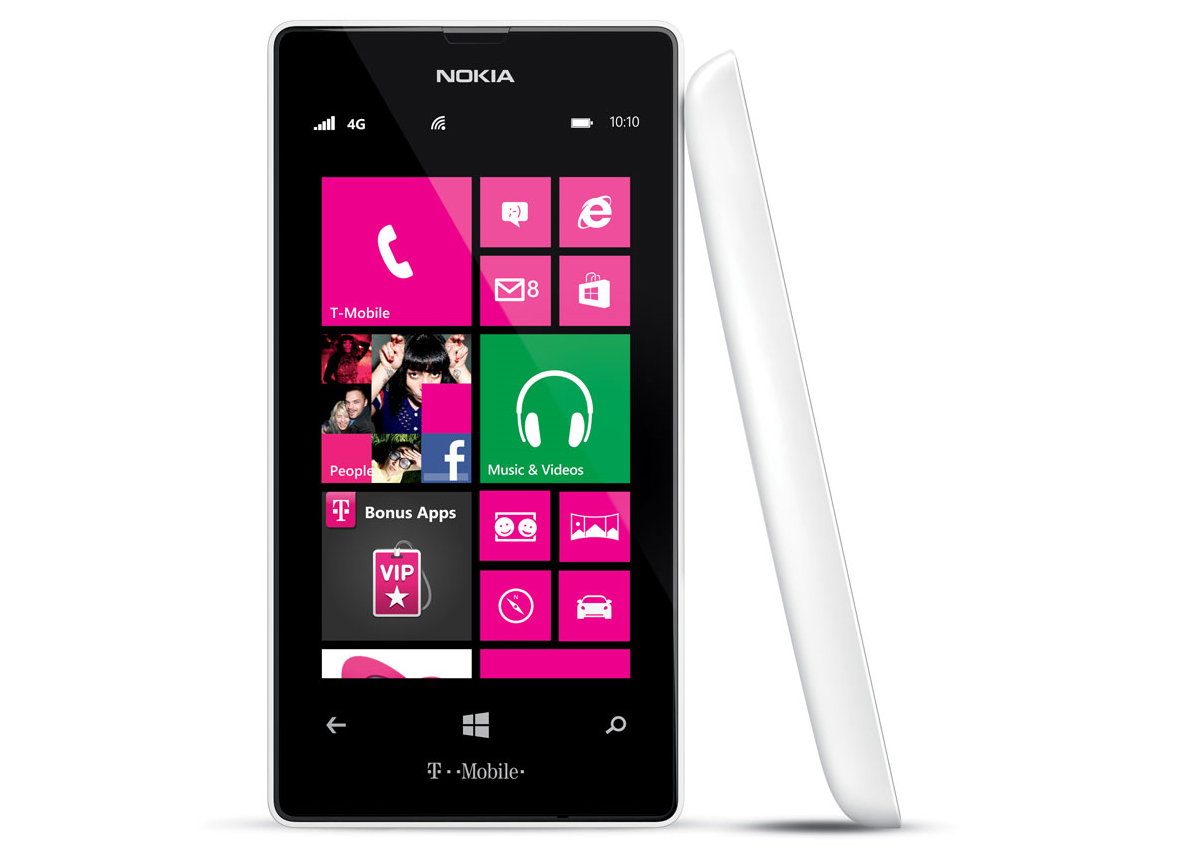 NOKIA
4G 10:10
T-Mobile
8
People
Music & Videos
T Bonus Apps
VIP
T··Mobile·